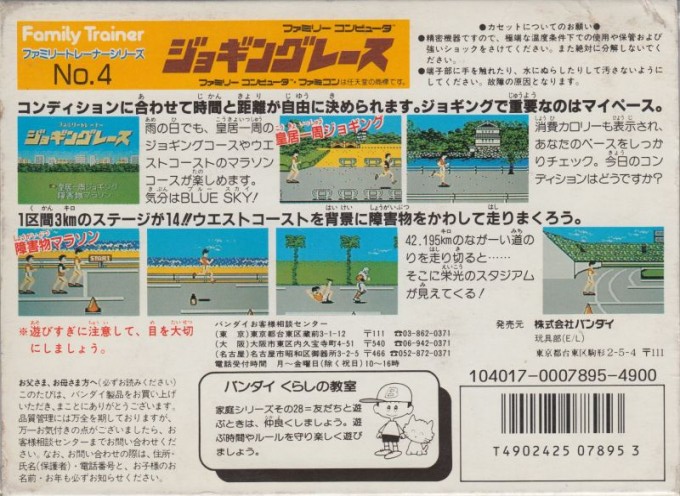 Family Trainer
ファミリートレーナーシリーズ
No.4
ファミリー コンピュータ
ジョギングレース
ファミリー コンピュータ・ファミコンは任天堂の商標です。
●カセットについてのお願い●
●精密機器ですので、極端な温度条件下での使用や保管および
強いショックをさけてください。また絶対に分解しないでく
ださい。
●端子部に手を触れたり、水にぬらしたりして汚さないように
してください。故障の原因となります。
コンディションに合わせて時間と距離が自由に決められます。ジョギングで重要なのはマイペース。
ファミリートレーナー
ジョギングレース
皇居一周ジョギング
障害物マラソン
雨の日でも、皇居一周の
ジョギングコースやウエ
ストコーストのマラソン
コースが楽しめます。
気分はBLUE SKY!
皇居一周ジョギング
消費カロリーも表示され、
あなたのペースをしっか
りチェック。今日のコン
ディションはどうですか?
1区間3kmのステージが14!!ウエストコーストを背景に障害物をかわして走りまくろう。
障害物マラソン
START
42.195kmのなが〜い道の
りを走り切ると……
そこに栄光のスタジアム
が見えてくる!
※遊びすぎに注意して、目を大切
にしましょう。
バンダイお客様相談センター
(東 京)東京都台東区蔵前3-1-12 〒111 ☎03-862-0371
(大 阪)大阪市中央区内久宝寺町4-51 〒540 ☎06-942-0371
(名古屋)名古屋市昭和区御器所3-2-5 〒466 ☎052-872-0371
電話受付時間 月〜金曜日(除く祝日)10〜16時
発売元 株式会社バンダイ
玩具部(E/L)
東京都台東区駒形2-5-4 〒111
お父さま、お母さま方へ(必ずお読みください)
このたびは、バンダイ製品をお買い上げ
いただき、まことにありがとうございます。
品質管理には万全を期しておりますが、
万一お気付きの点がございましたら、お
客様相談センターまでお問い合わせくださ
い。なお、お問い合わせの際は、住所・
氏名(保護者)・電話番号と、お子様のお
名前・お年も必ずお知らせください。
バンダイ くらしの教室
家庭シリーズその28=友だちと遊
ぶときは、仲良くしましょう。遊
ぶ時間やルールを守り楽しく遊び
ましょう。
B
104017-0007895-4900
T4902425 07895 3